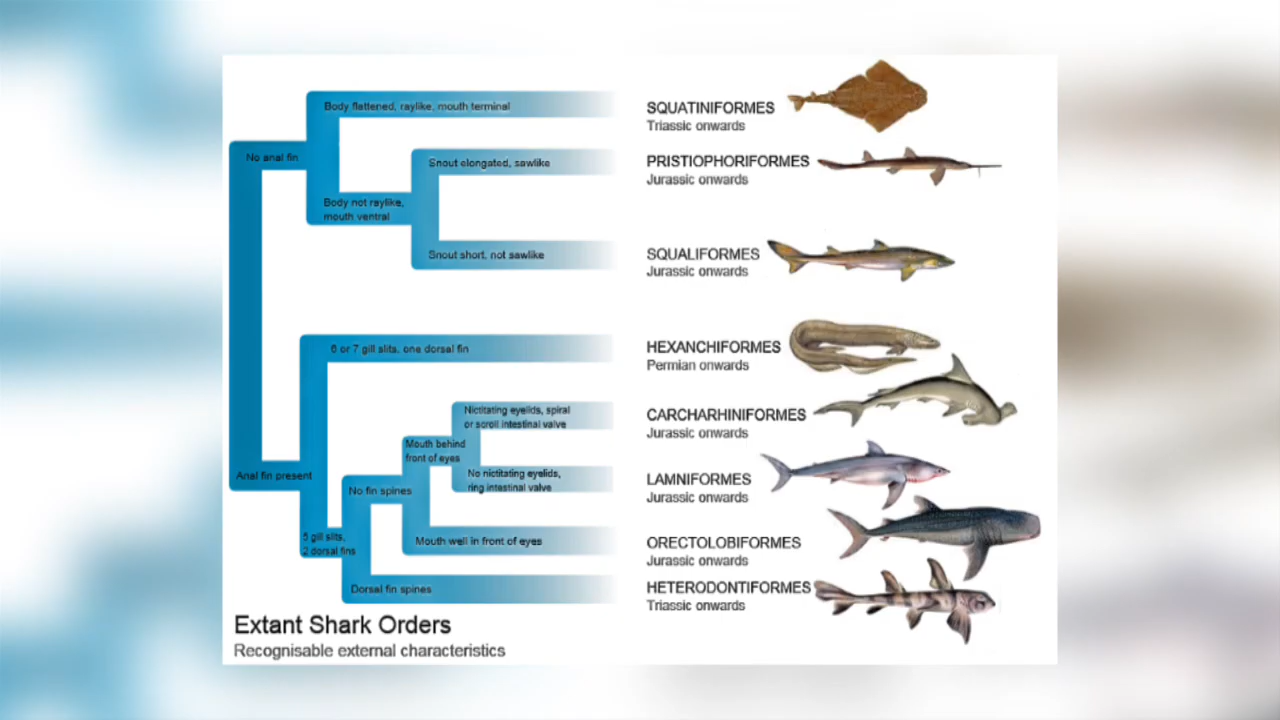 Body flattened, raylike, mouth terminal
SQUATINIFORMES
Triassic onwards
No anal fin
Snout elongated, sawlike
PRISTIOPHORIFORMES
Jurassic onwards
Body not raylike,
mouth ventral
Snout short, not sawlike
SQUALIFORMES
Jurassic onwards
6 or 7 gill slits, one dorsal fin
HEXANCHIFORMES
Permian onwards
Nictitating eyelids, spiral
or scroll intestinal valve
CARCHARHINIFORMES
Jurassic onwards
Mouth behind
front of eyes
Anal fin present
No nictitating eyelids,
ring intestinal valve
LAMNIFORMES
Jurassic onwards
No fin spines
5 gill slits,
2 dorsal fins
Mouth well in front of eyes
ORECTOLOBIFORMES
Jurassic onwards
Dorsal fin spines
HETERODONTIFORMES
Triassic onwards
Extant Shark Orders
Recognisable external characteristics